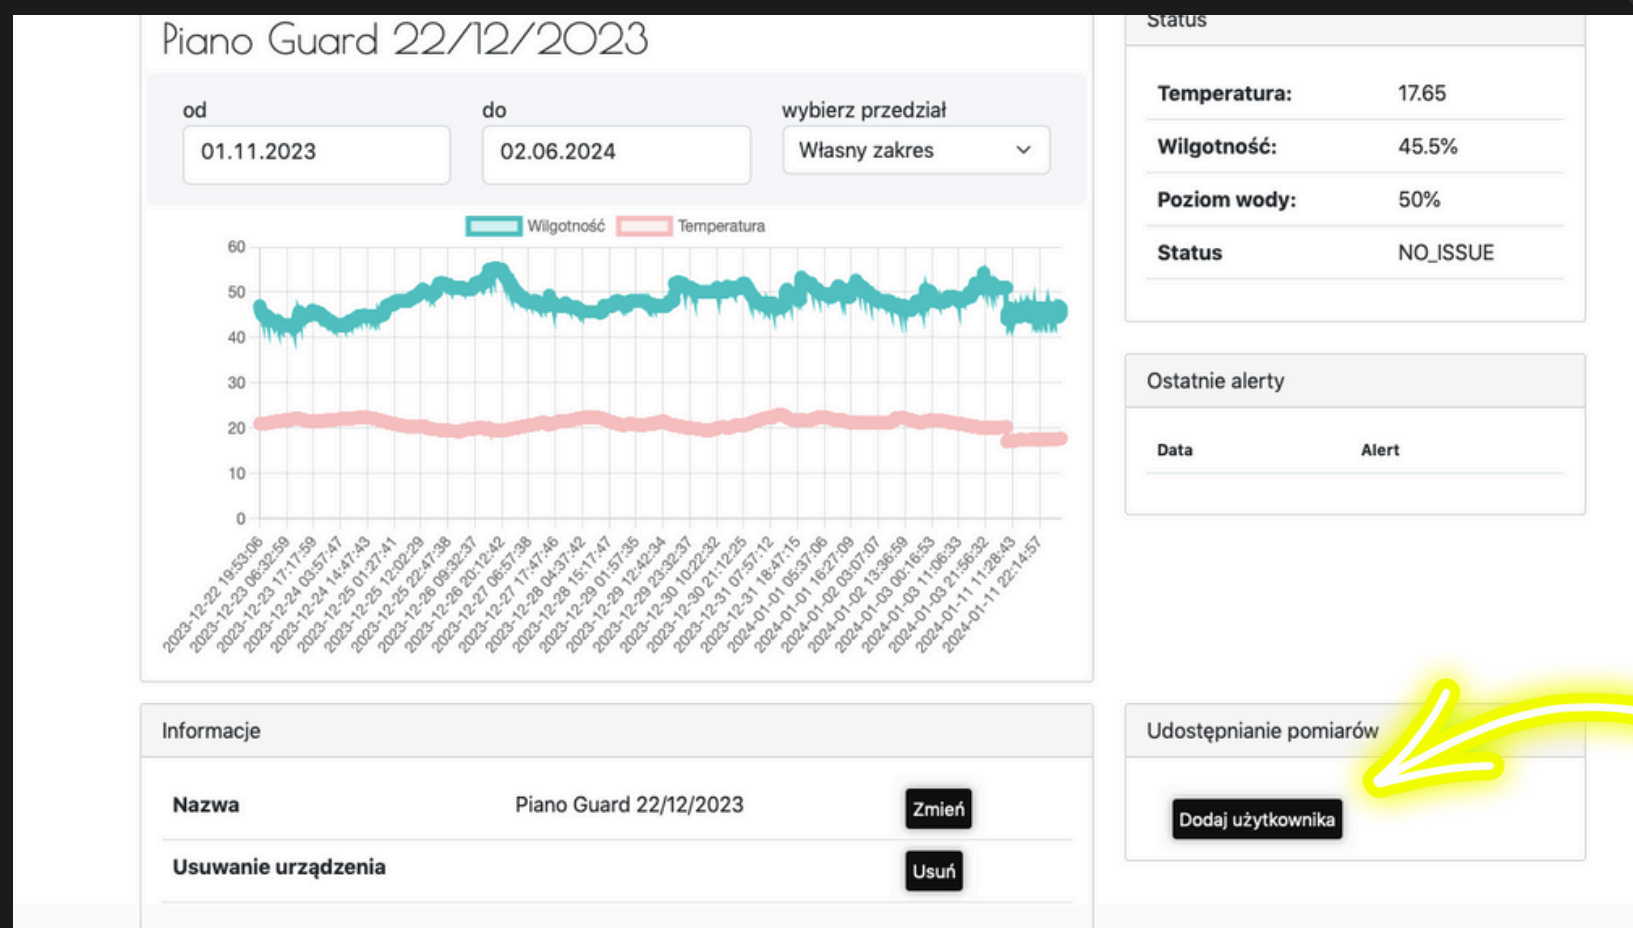 Piano Guard 22/12/2023
od
do
wybierz przedział
01.11.2023
02.06.2024
Własny zakres
Wilgotność
Temperatura
60
50
40
30
20
10
0
2023-12-22 19:53:06
2023-12-23 06:32:59
2023-12-23 17:17:59
2023-12-24 03:57:47
2023-12-24 14:47:43
2023-12-25 01:27:41
2023-12-25 12:02:29
2023-12-25 22:47:38
2023-12-26 09:32:37
2023-12-26 20:12:42
2023-12-27 06:57:38
2023-12-27 17:47:46
2023-12-28 04:37:42
2023-12-28 15:17:47
2023-12-29 01:57:35
2023-12-29 12:42:34
2023-12-29 23:32:37
2023-12-30 10:22:32
2023-12-30 21:12:25
2023-12-31 07:57:12
2023-12-31 18:47:15
2024-01-01 05:37:06
2024-01-01 16:27:09
2024-01-02 03:07:07
2024-01-02 13:36:59
2024-01-03 00:16:53
2024-01-03 11:06:33
2024-01-03 21:56:32
2024-01-11 11:28:43
2024-01-11 22:14:57
Status
Temperatura: 17.65
Wilgotność: 45.5%
Poziom wody: 50%
Status NO_ISSUE
Ostatnie alerty
Data Alert
Informacje
Nazwa Piano Guard 22/12/2023 Zmień
Usuwanie urządzenia Usuń
Udostępnianie pomiarów
Dodaj użytkownika